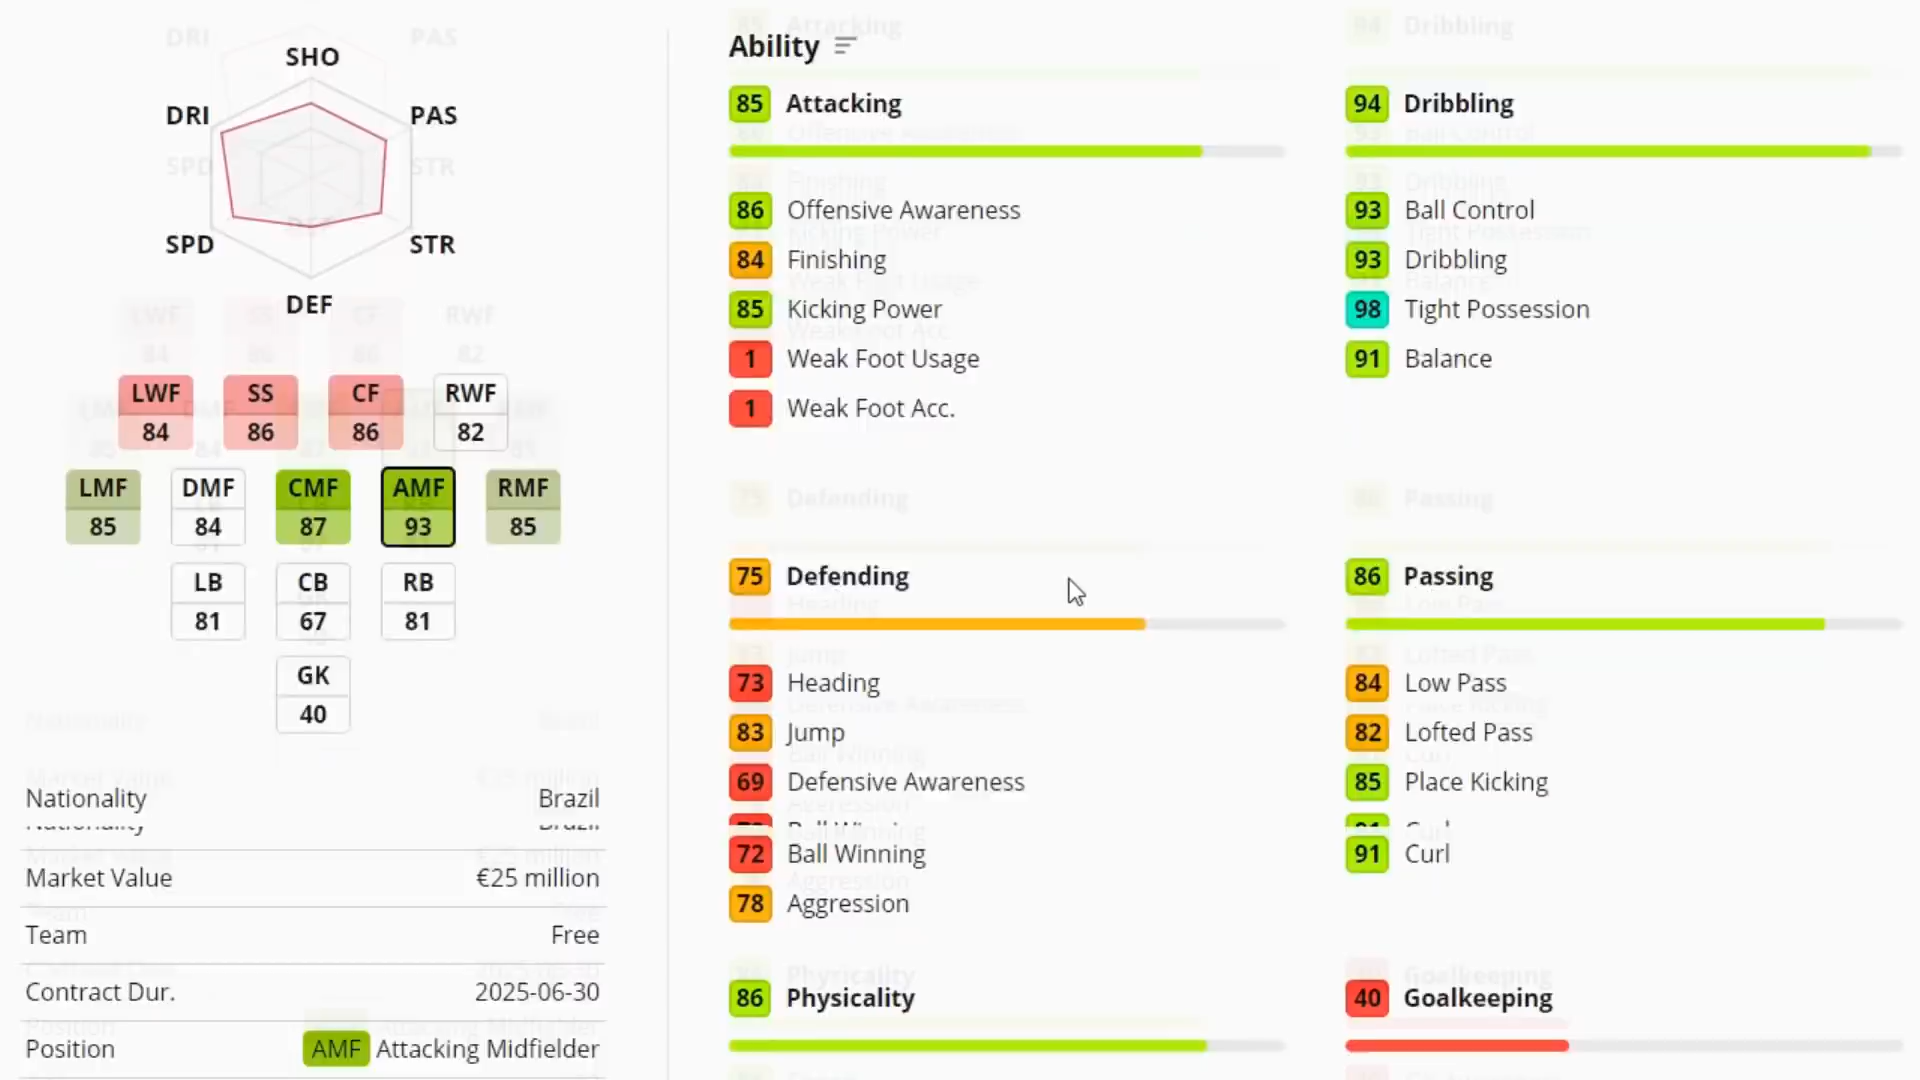 SHO
DRI
PAS
SPD
STR
DEF
LWF SS CF RWF
84 86 86 82
LMF DMF CMF AMF RMF
85 84 87 93 85
LB CB RB
81 67 81
GK
40
Nationality Brazil
Market Value €25 million
Team Free
Contract Dur. 2025-06-30
Position AMF Attacking Midfielder
Ability
85 Attacking
86 Offensive Awareness
84 Finishing
85 Kicking Power
1 Weak Foot Usage
1 Weak Foot Acc.
94 Dribbling
93 Ball Control
93 Dribbling
98 Tight Possession
91 Balance
75 Defending
73 Heading
83 Jump
69 Defensive Awareness
72 Ball Winning
78 Aggression
86 Passing
84 Low Pass
82 Lofted Pass
85 Place Kicking
91 Curl
86 Physicality
40 Goalkeeping